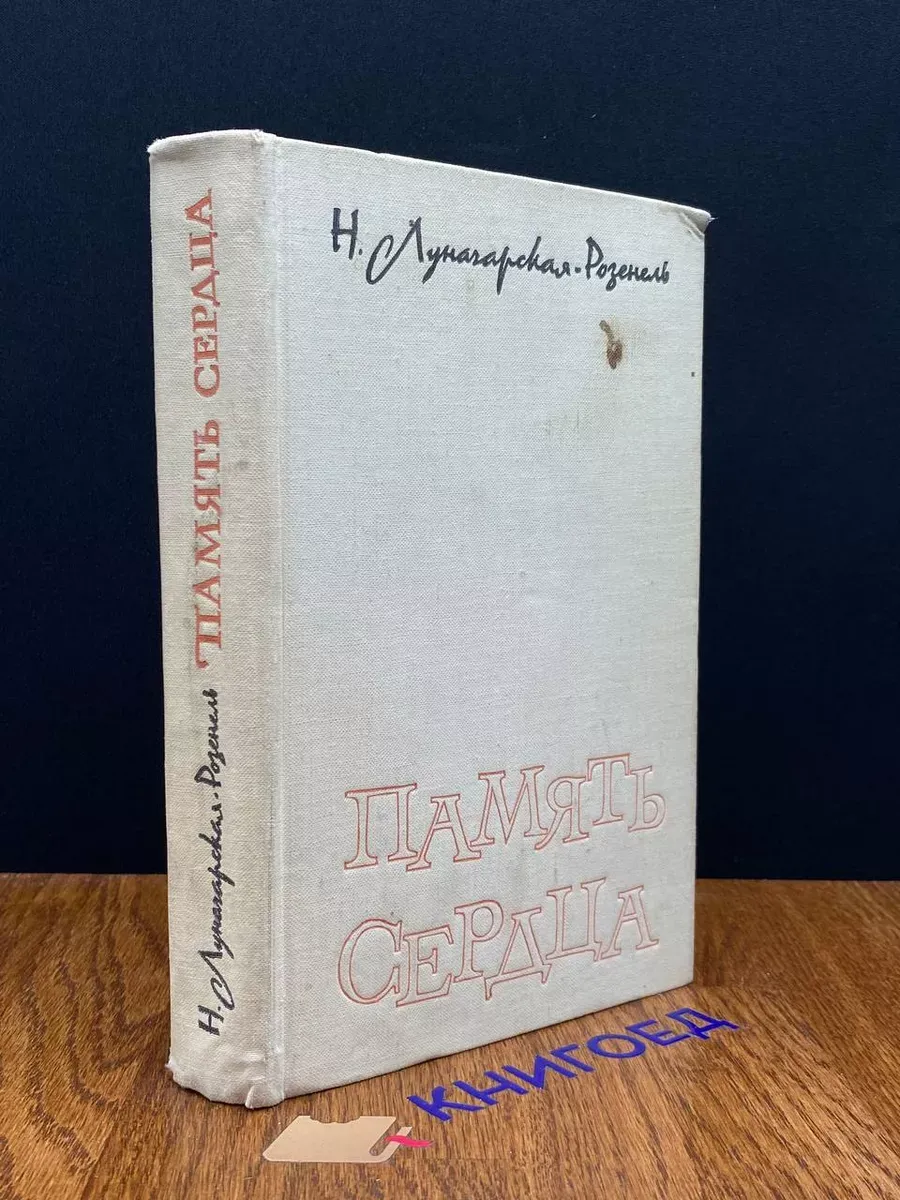 Н. Луначарская-Розенель
ПАМЯТЬ
СЕРДЦА
Н. Луначарская-Розенель ПАМЯТЬ СЕРДЦА
КНИГОЕД